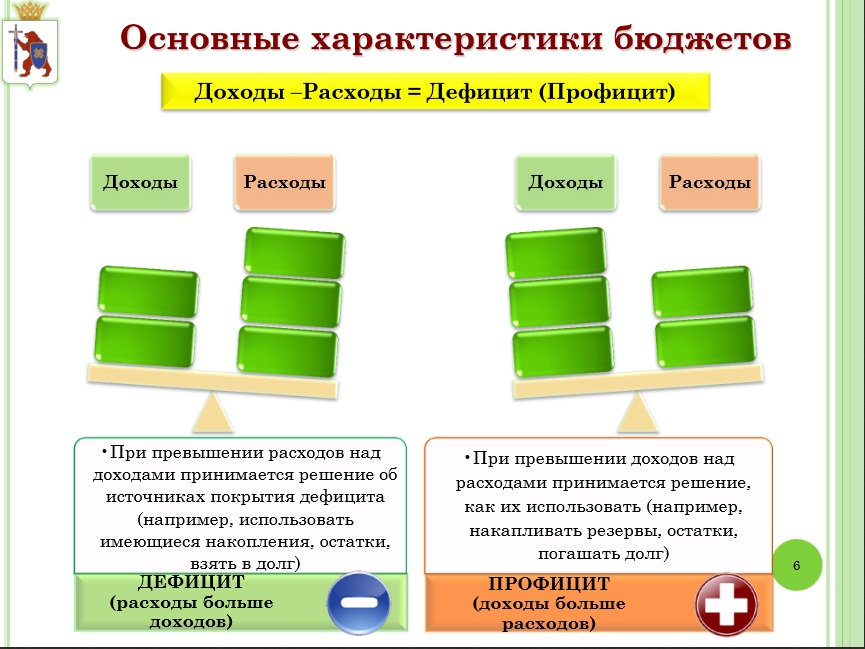 Основные характеристики бюджетов
Доходы –Расходы = Дефицит (Профицит)
Доходы
Расходы
Доходы
Расходы
•При превышении расходов над
доходами принимается решение об
источниках покрытия дефицита
(например, использовать
имеющиеся накопления, остатки,
взять в долг)
ДЕФИЦИТ
(расходы больше
доходов)
•При превышении доходов над
расходами принимается решение,
как их использовать (например,
накапливать резервы, остатки,
погашать долг)
ПРОФИЦИТ
(доходы больше
расходов)
6